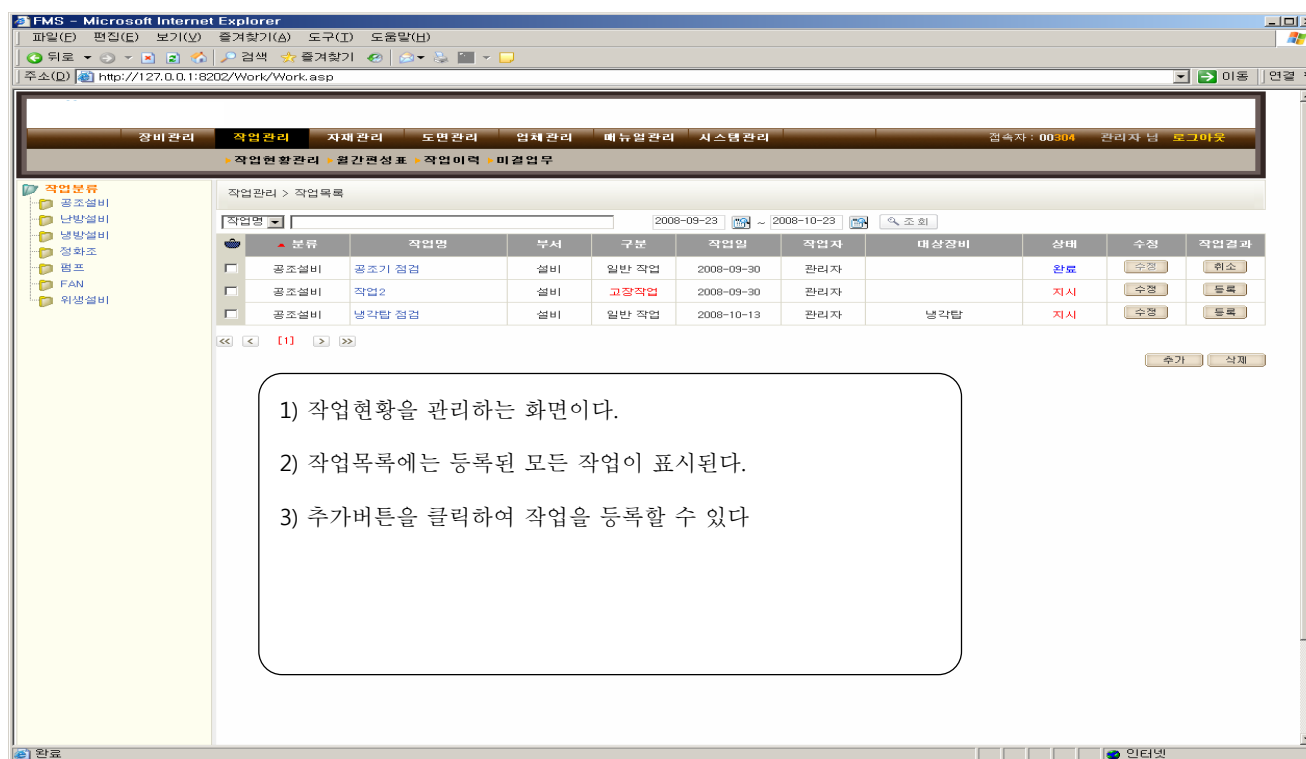 FMS - Microsoft Internet Explorer
파일(F) 편집(E) 보기(V) 즐겨찾기(A) 도구(T) 도움말(H)
뒤로 검색 즐겨찾기
주소(D) http://127.0.0.1:8202/Work/Work.asp 이동 연결
장비관리 작업관리 자재관리 도면관리 업체관리 매뉴얼관리 시스템관리 접속자 : 00304 관리자 님 로그아웃
작업현황관리 월간편성표 작업이력 미결업무
작업분류
공조설비
난방설비
냉방설비
정화조
펌프
FAN
위생설비
작업관리 > 작업목록
작업명 2008-09-23 ~ 2008-10-23 조회
분류 작업명 부서 구분 작업일 작업자 대상장비 상태 수정 작업결과
공조설비 공조기 점검 설비 일반 작업 2008-09-30 관리자 완료 수정 취소
공조설비 작업2 설비 고장작업 2008-09-30 관리자 지시 수정 등록
공조설비 냉각탑 점검 설비 일반 작업 2008-10-13 관리자 냉각탑 지시 수정 등록
<< < [1] > >>
추가 삭제
1) 작업현황을 관리하는 화면이다.
2) 작업목록에는 등록된 모든 작업이 표시된다.
3) 추가버튼을 클릭하여 작업을 등록할 수 있다
완료 인터넷